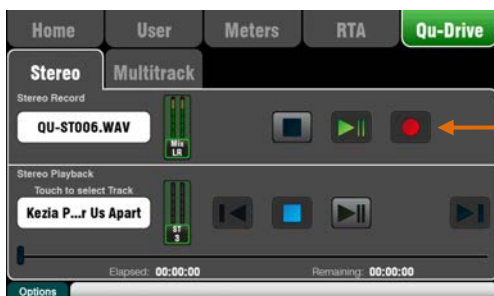 Home User Meters RTA Qu-Drive
Stereo Multitrack
Stereo Record
QU-ST006.WAV
Mix
LR
Stereo Playback
Touch to select Track
Kezia P...r Us Apart
ST
3
Elapsed: 00:00:00 Remaining: 00:00:00
Options